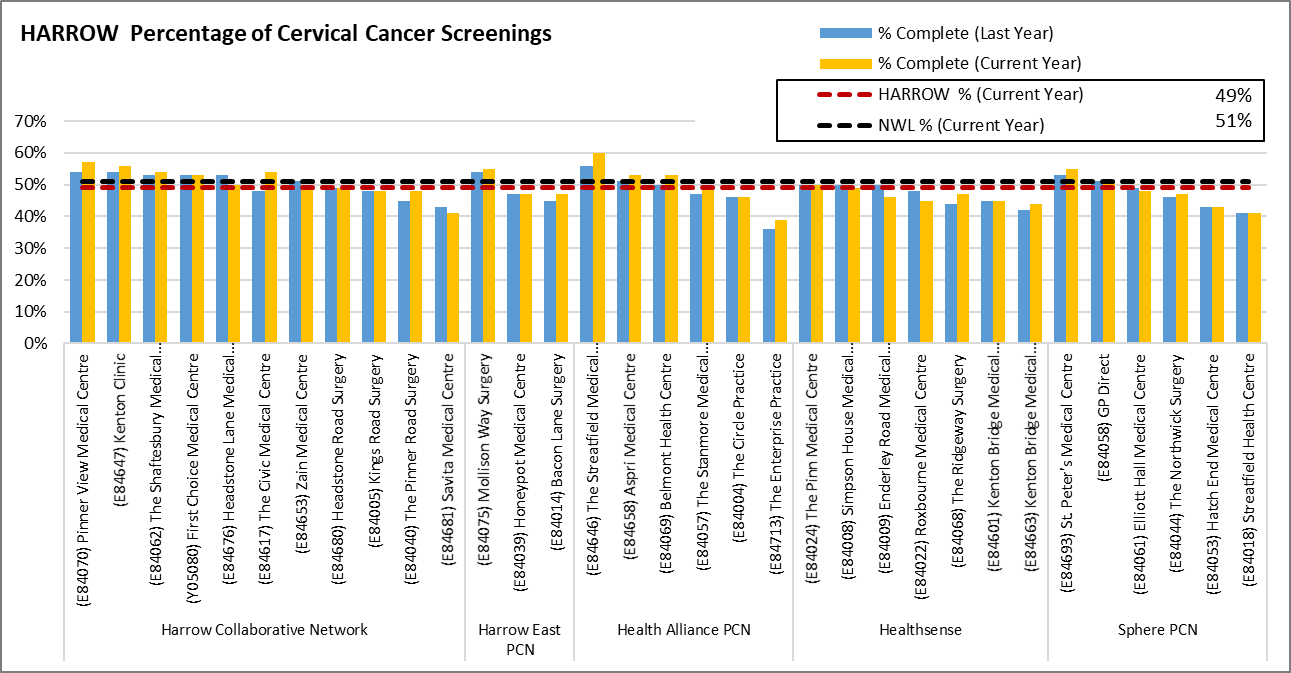 HARROW  Percentage of Cervical Cancer Screenings
% Complete (Last Year)
% Complete (Current Year)
HARROW  % (Current Year) 49%
NWL % (Current Year) 51%
70%
60%
50%
40%
30%
20%
10%
0%
(E84070) Pinner View Medical Centre
(E84647) Kenton Clinic
(E84062) The Shaftesbury Medical…
(Y05080) First Choice Medical Centre
(E84676) Headstone Lane Medical…
(E84617) The Civic Medical Centre
(E84653) Zain Medical Centre
(E84680) Headstone Road Surgery
(E84005) Kings Road Surgery
(E84040) The Pinner Road Surgery
(E84681) Savita Medical Centre
(E84075) Mollison Way Surgery
(E84039) Honeypot Medical Centre
(E84014) Bacon Lane Surgery
(E84646) The Streatfield Medical…
(E84658) Aspri Medical Centre
(E84069) Belmont Health Centre
(E84057) The Stanmore Medical…
(E84004) The Circle Practice
(E84713) The Enterprise Practice
(E84024) The Pinn Medical Centre
(E84008) Simpson House Medical…
(E84009) Enderley Road Medical…
(E84022) Roxbourne Medical Centre
(E84068) The Ridgeway Surgery
(E84601) Kenton Bridge Medical…
(E84663) Kenton Bridge Medical…
(E84693) St. Peter's Medical Centre
(E84058) GP Direct
(E84061) Elliott Hall Medical Centre
(E84044) The Northwick Surgery
(E84053) Hatch End Medical Centre
(E84018) Streatfield Health Centre
Harrow Collaborative Network
Harrow East
PCN
Health Alliance PCN
Healthsense
Sphere PCN